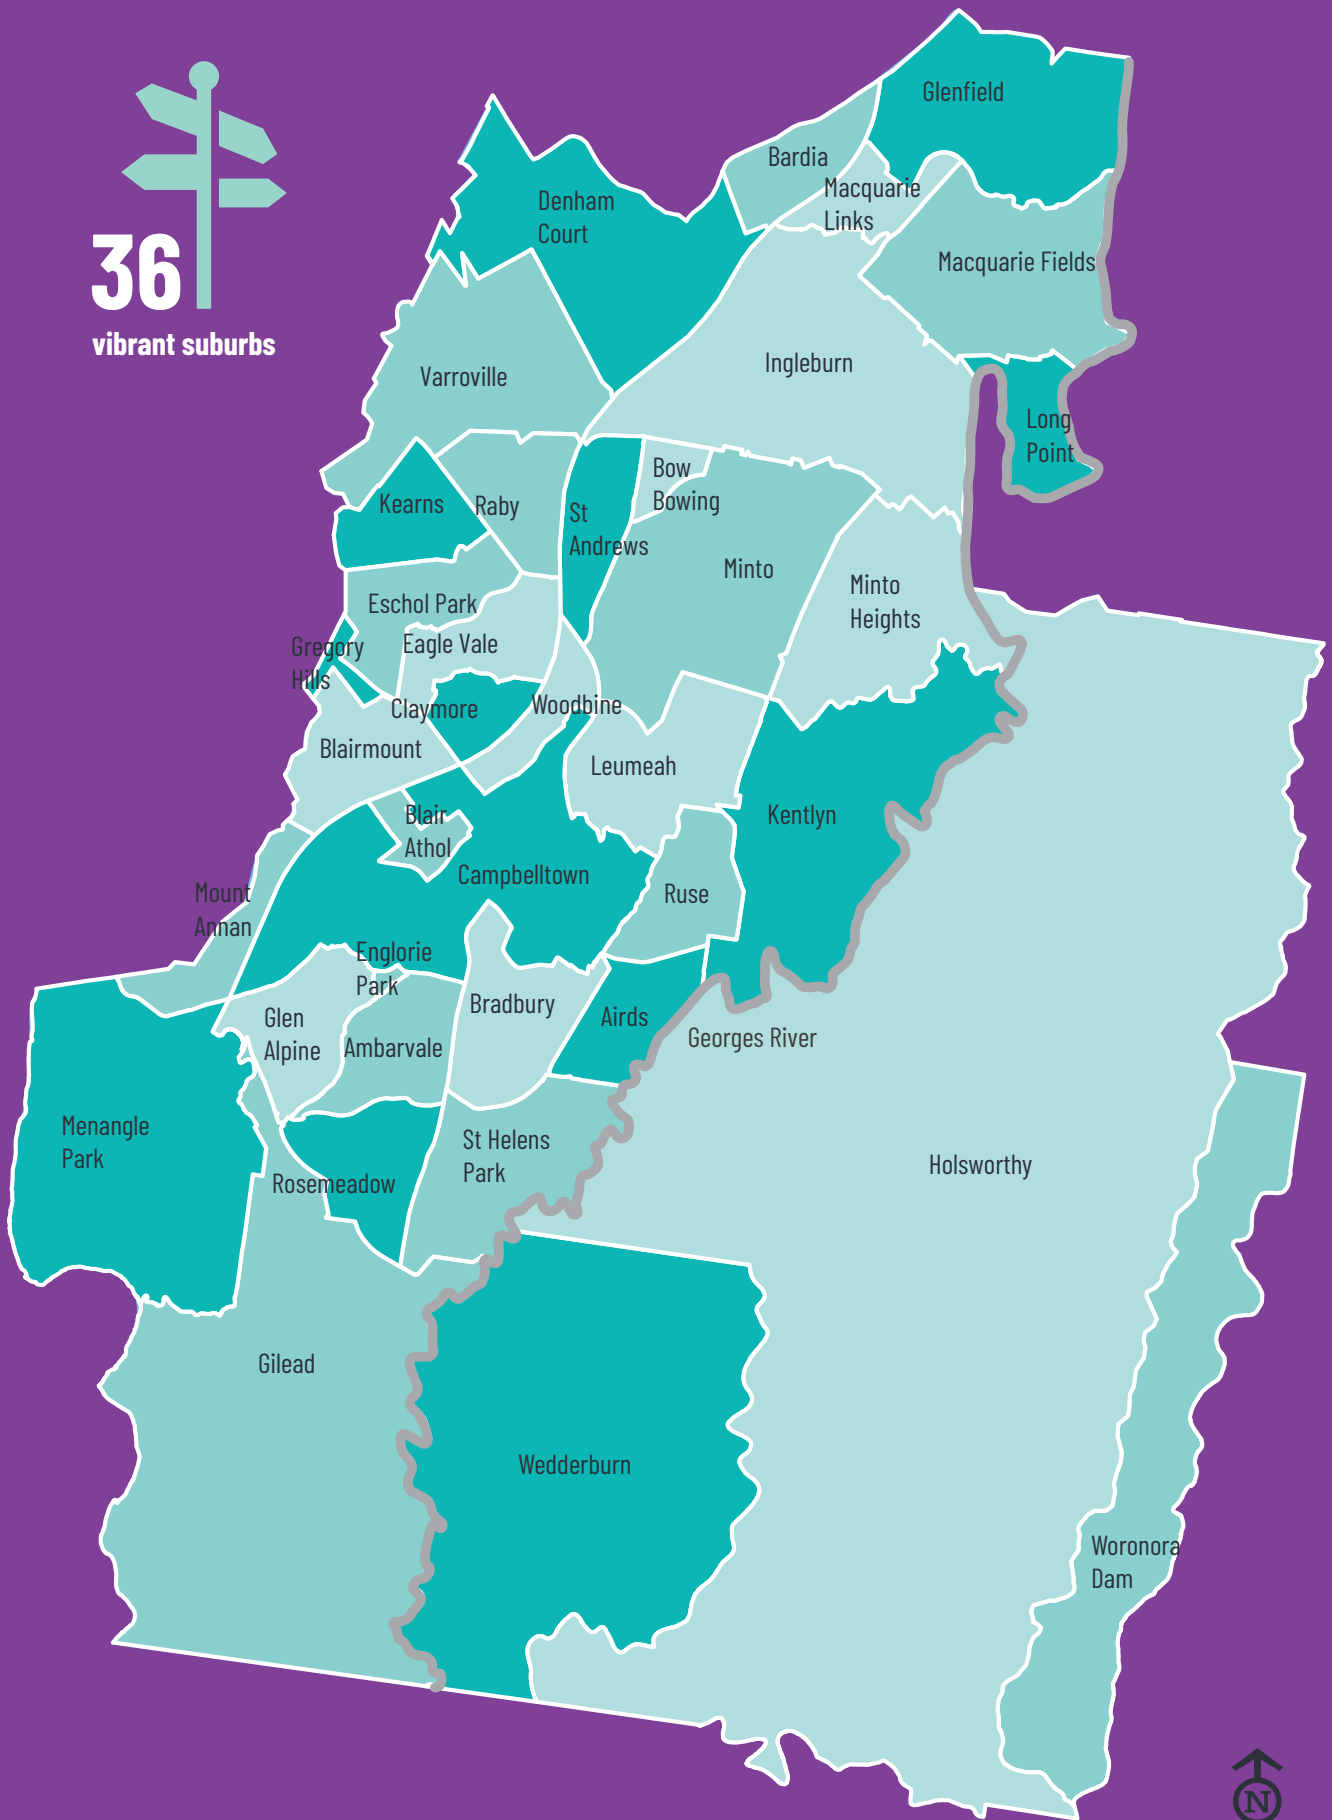 36
vibrant suburbs
Glenfield
Bardia
Macquarie
Links
Denham
Court
Macquarie Fields
Ingleburn
Varroville
Long
Point
Bow
Bowing
Kearns
Raby
St
Andrews
Minto
Minto
Heights
Eschol Park
Eagle Vale
Gregory
Hills
Claymore
Woodbine
Blairmount
Leumeah
Blair
Athol
Kentlyn
Campbelltown
Ruse
Mount
Annan
Englorie
Park
Bradbury
Airds
Glen
Alpine
Ambarvale
Georges River
Menangle
Park
St Helens
Park
Rosemeadow
Holsworthy
Gilead
Wedderburn
Woronora
Dam
N